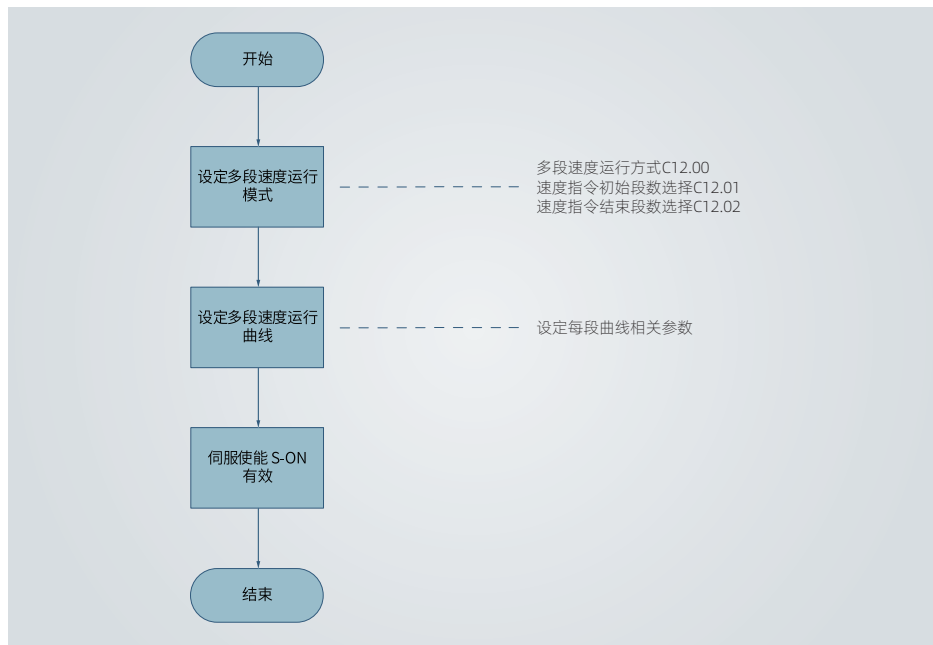 开始
设定多段速度运行
模式
多段速度运行方式C12.00
速度指令初始段数选择C12.01
速度指令结束段数选择C12.02
设定多段速度运行
曲线
设定每段曲线相关参数
伺服使能 S-ON
有效
结束